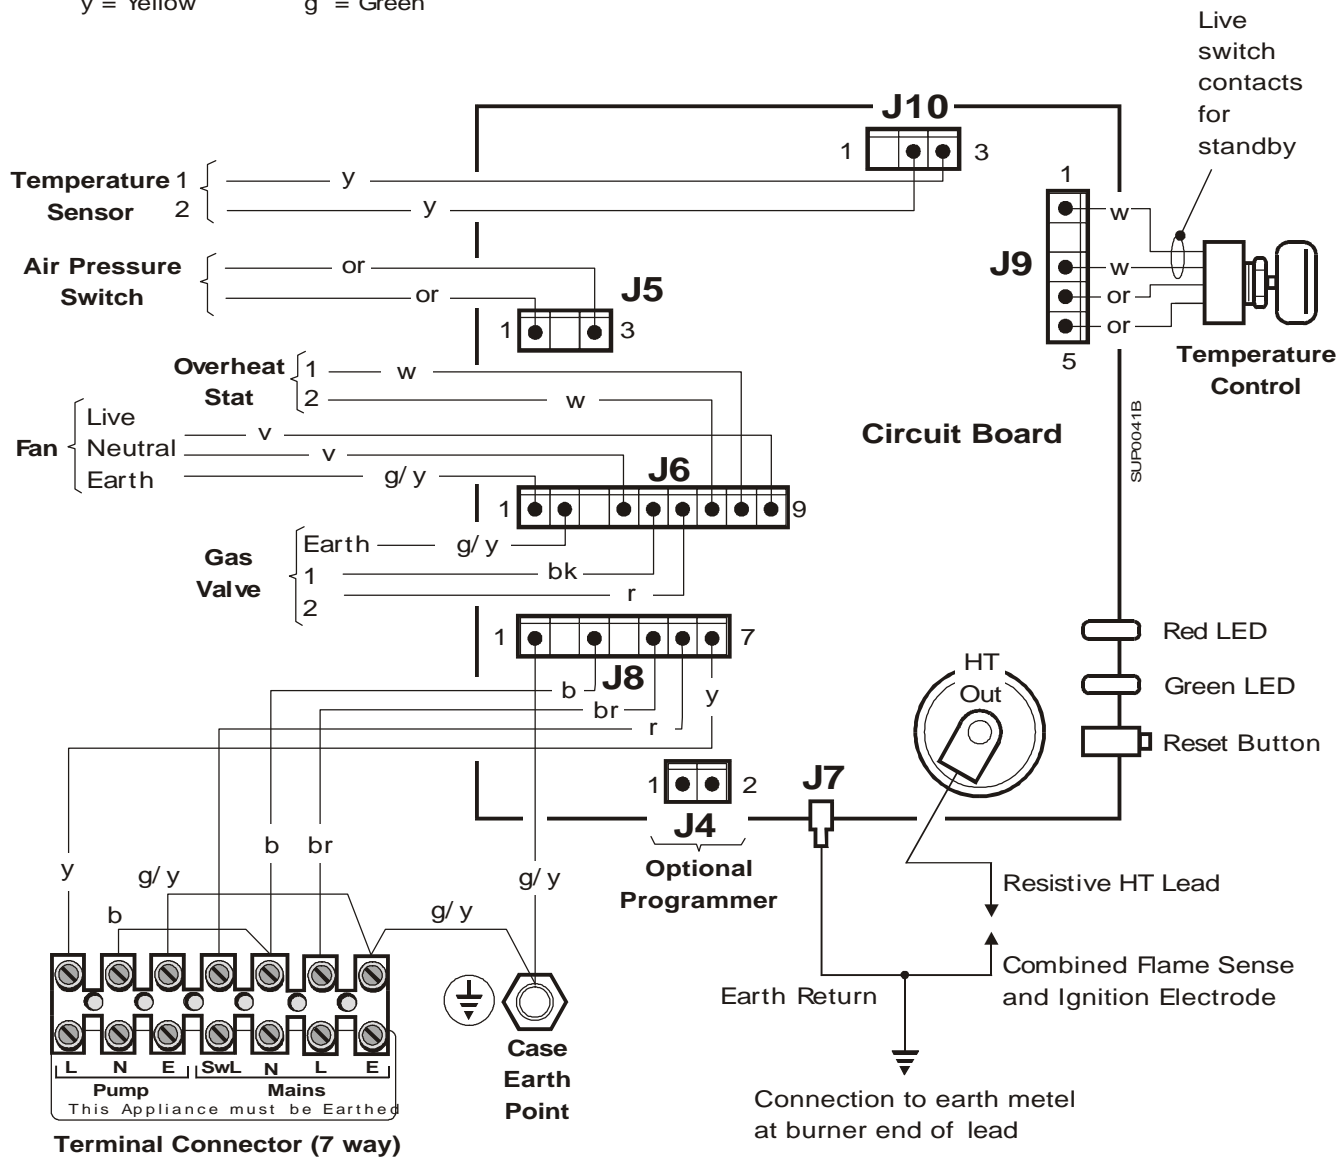 y = Yellow g = Green
Live
switch
contacts
for
standby
J10
1 3
Temperature 1 y
Sensor 2 y
1
w
J9
w
or
or
5
Air Pressure or
Switch or
J5
1 3
Temperature
Control
Overheat 1 w
Stat 2 w
Fan
Live v
Neutral v
Earth g/ y
Circuit Board
SUP0041B
J6
1 9
Gas
Valve
Earth g/ y
1 bk
2 r
1 7
J8
b
br
r
y
HT
Out
Red LED
Green LED
Reset Button
1 2
J4
J7
Optional
Programmer
y
g/ y
b
b
br
g/ y
g/ y
Resistive HT Lead
Combined Flame Sense
and Ignition Electrode
Earth Return
Case
Earth
Point
L N E SwL N L E
Pump Mains
This Appliance must be Earthed
Terminal Connector (7 way)
Connection to earth metel
at burner end of lead